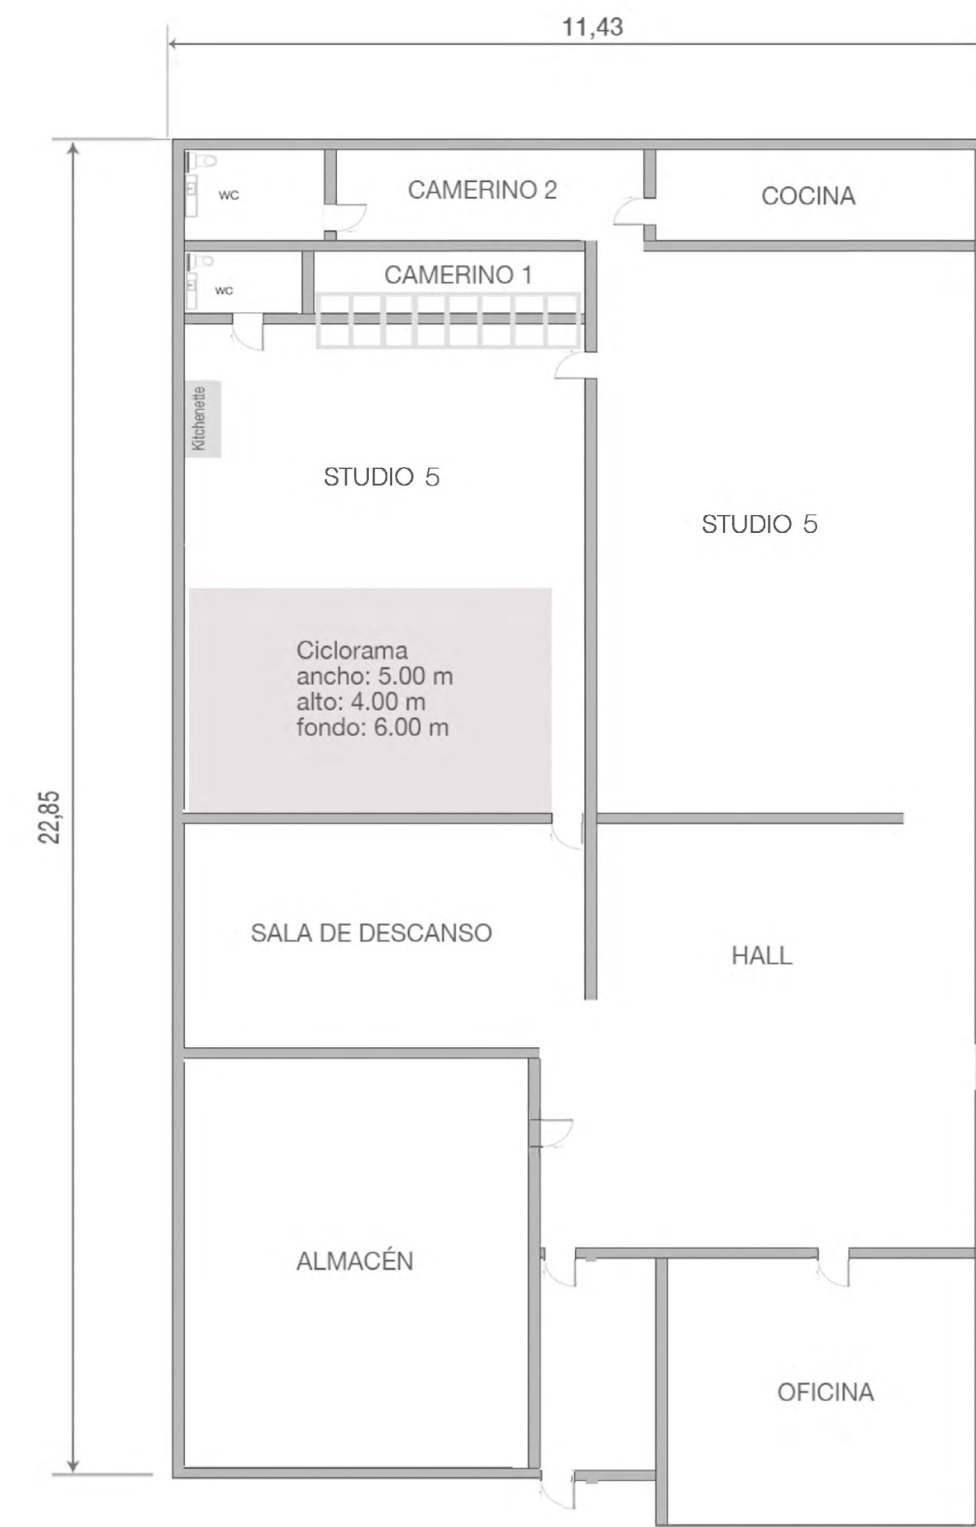 11,43
WC
CAMERINO 2
COCINA
WC
CAMERINO 1
Kitchenette
STUDIO 5
STUDIO 5
Ciclorama
ancho: 5.00 m
alto: 4.00 m
fondo: 6.00 m
22,85
SALA DE DESCANSO
HALL
ALMACÉN
OFICINA